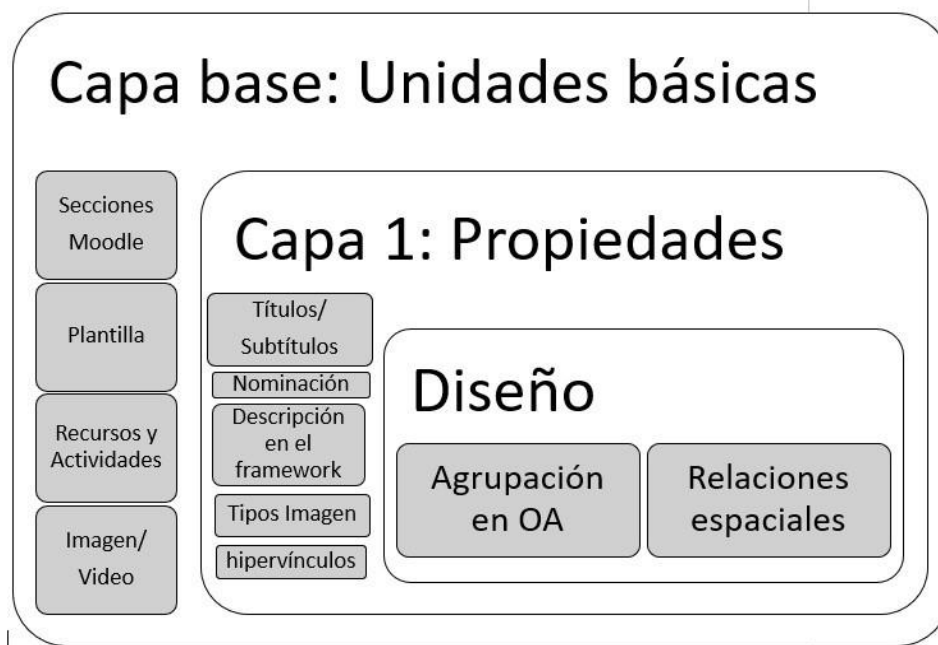 Capa base: Unidades básicas
Secciones
Moodle
Plantilla
Recursos y
Actividades
Imagen/
Video
Capa 1: Propiedades
Títulos/
Subtítulos
Nominación
Descripción
en el
framework
Tipos Imagen
hipervínculos
Diseño
Agrupación
en OA
Relaciones
espaciales